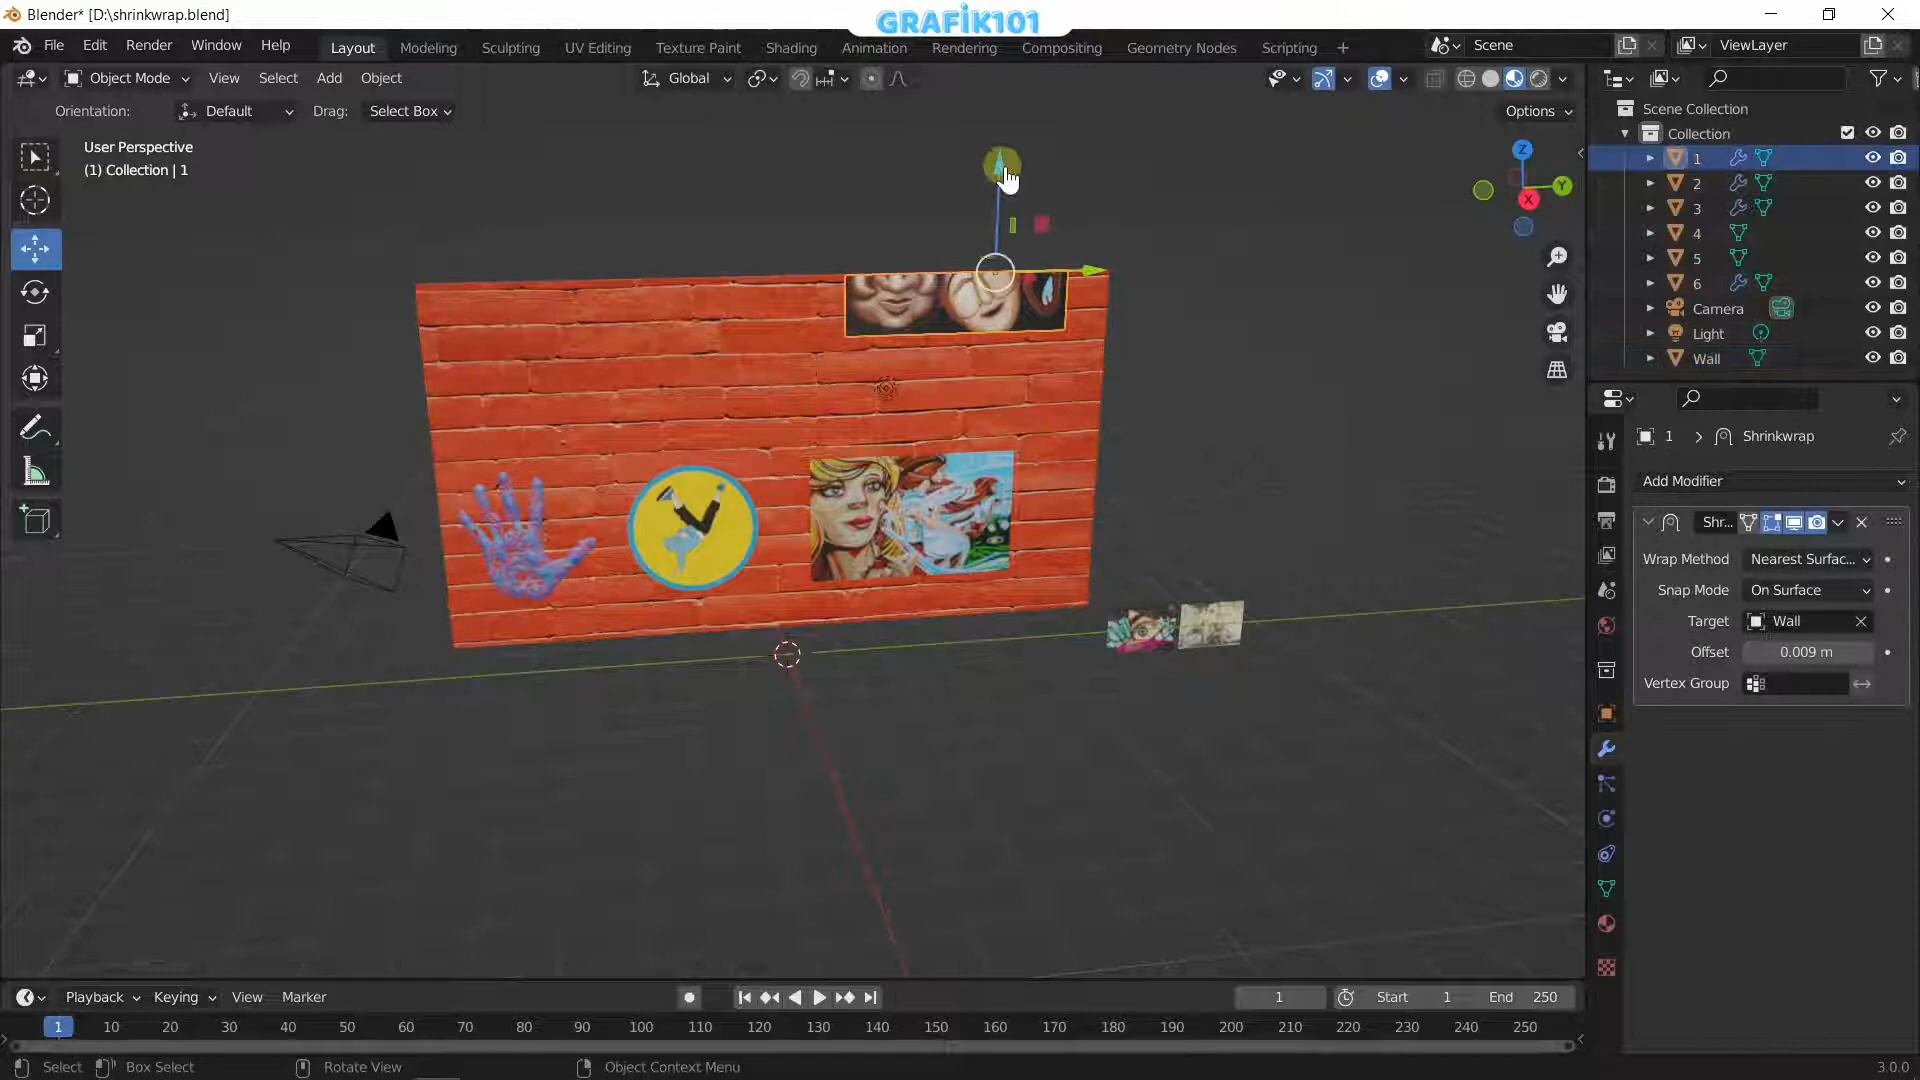 Blender* [D:\shrinkwrap.blend]
GRAFİK101
File Edit Render Window Help
Layout Modeling Sculpting UV Editing Texture Paint Shading Animation Rendering Compositing Geometry Nodes Scripting +
Scene
ViewLayer
Object Mode View Select Add Object
Global
Orientation: Default Drag: Select Box
Options
User Perspective
(1) Collection | 1
Z
Y
X
Scene Collection
Collection
1
2
3
4
5
6
Camera
Light
Wall
1 > Shrinkwrap
Add Modifier
Shr...
Wrap Method Nearest Surfac...
Snap Mode On Surface
Target Wall
Offset 0.009 m
Vertex Group
Playback Keying View Marker
1 Start 1 End 250
1 10 20 30 40 50 60 70 80 90 100 110 120 130 140 150 160 170 180 190 200 210 220 230 240 250
Select Box Select Rotate View Object Context Menu
3.0.0